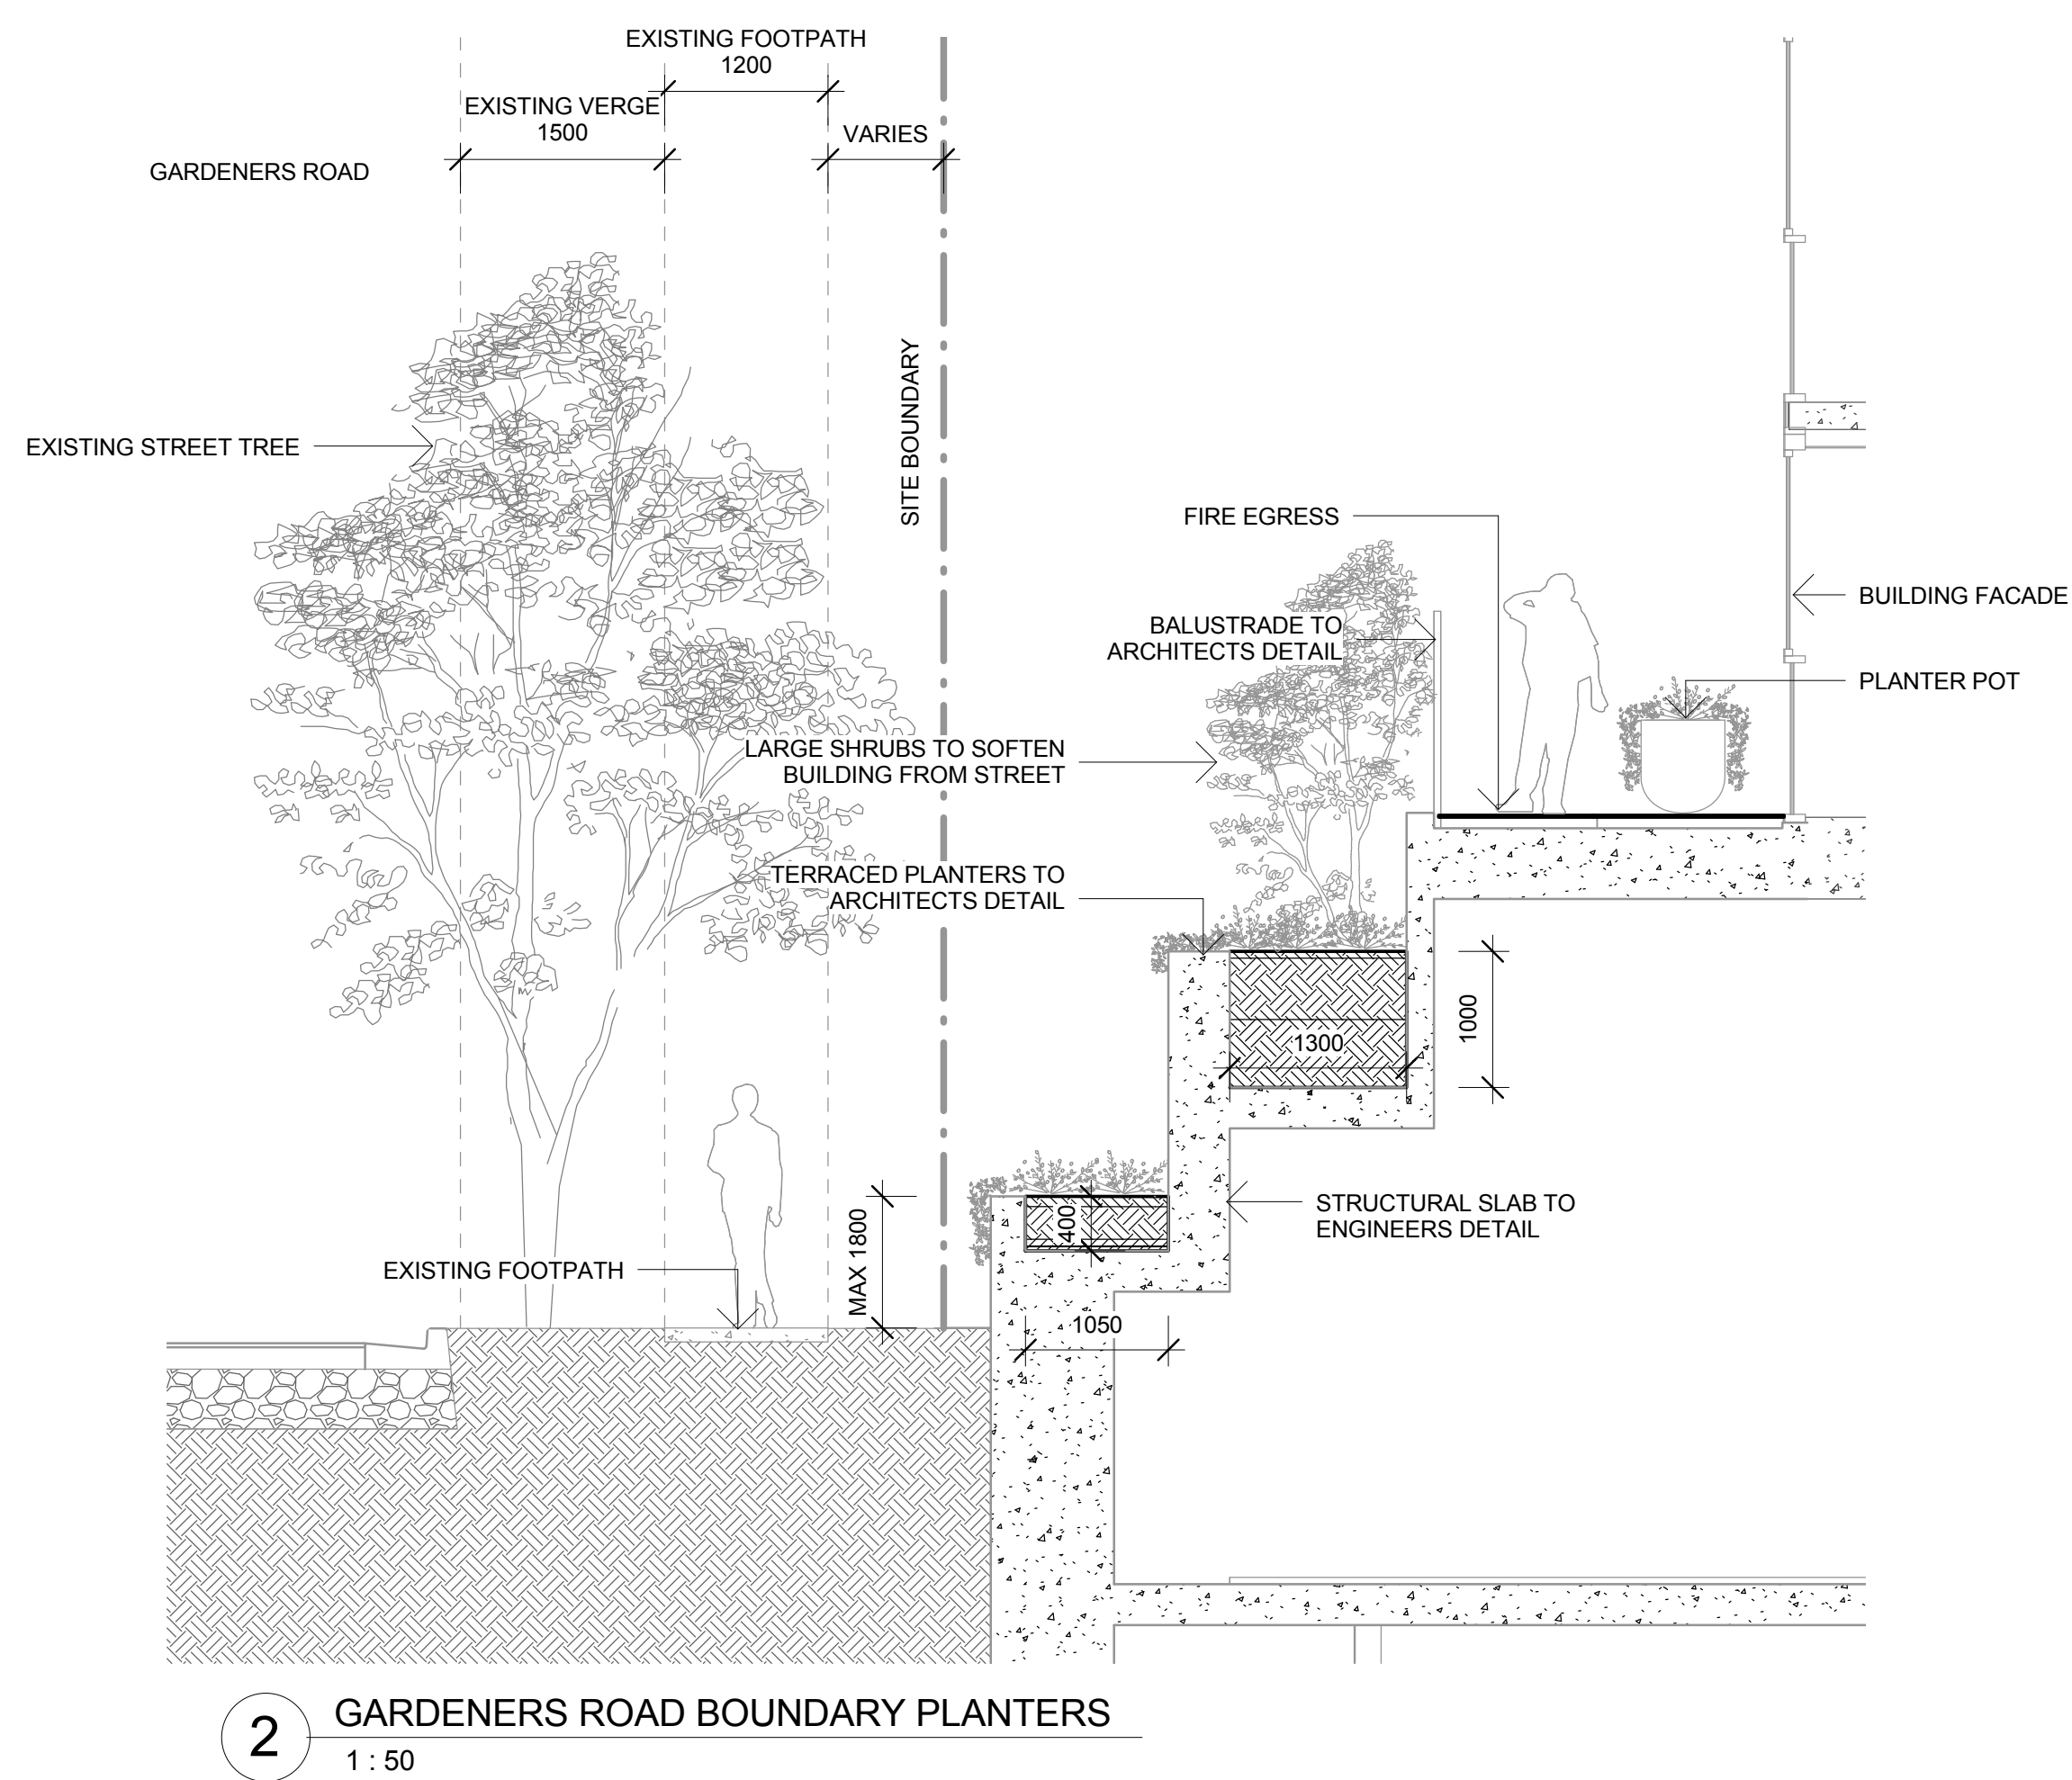 EXISTING FOOTPATH
1200
EXISTING VERGE
1500
VARIES
GARDENERS ROAD
SITE BOUNDARY
EXISTING STREET TREE
FIRE EGRESS
BUILDING FACADE
BALUSTRADE TO
ARCHITECTS DETAIL
PLANTER POT
LARGE SHRUBS TO SOFTEN
BUILDING FROM STREET
TERRACED PLANTERS TO
ARCHITECTS DETAIL
1000
1300
STRUCTURAL SLAB TO
ENGINEERS DETAIL
400
MAX 1800
EXISTING FOOTPATH
1050
2
GARDENERS ROAD BOUNDARY PLANTERS
1 : 50